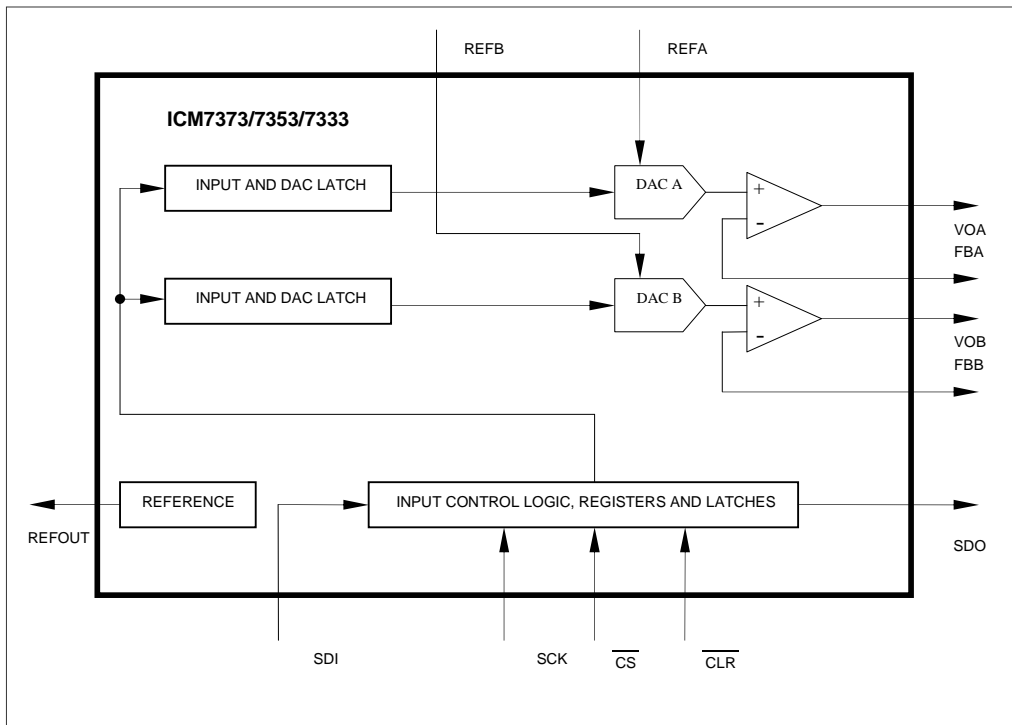 REFB
REFA
ICM7373/7353/7333
INPUT AND DAC LATCH
DAC A
+
-
VOA
FBA
INPUT AND DAC LATCH
DAC B
+
-
VOB
FBB
REFERENCE
INPUT CONTROL LOGIC, REGISTERS AND LATCHES
REFOUT
SDO
SDI
SCK
CS
CLR